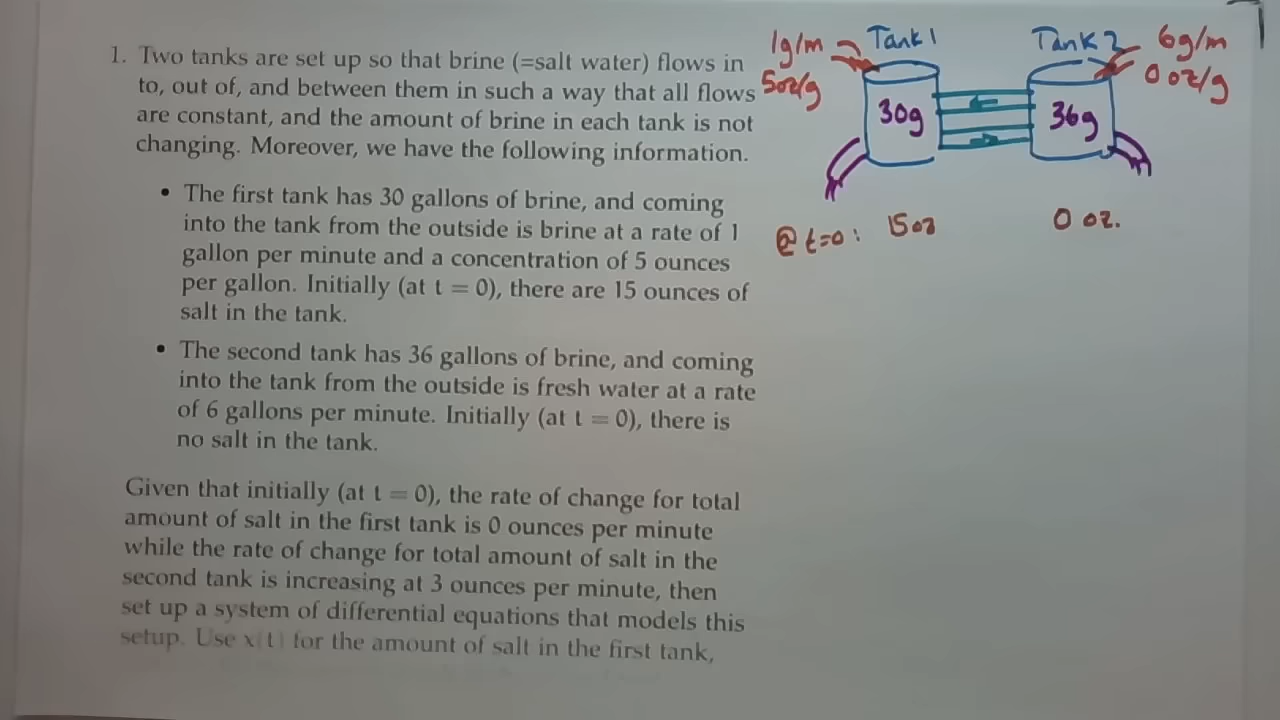 1. Two tanks are set up so that brine (=salt water) flows in
to, out of, and between them in such a way that all flows
are constant, and the amount of brine in each tank is not
changing. Moreover, we have the following information.
• The first tank has 30 gallons of brine, and coming
into the tank from the outside is brine at a rate of 1
gallon per minute and a concentration of 5 ounces
per gallon. Initially (at t = 0), there are 15 ounces of
salt in the tank.
• The second tank has 36 gallons of brine, and coming
into the tank from the outside is fresh water at a rate
of 6 gallons per minute. Initially (at t = 0), there is
no salt in the tank.
Given that initially (at t = 0), the rate of change for total
amount of salt in the first tank is 0 ounces per minute
while the rate of change for total amount of salt in the
second tank is increasing at 3 ounces per minute, then
set up a system of differential equations that models this
setup. Use x(t) for the amount of salt in the first tank,
1g/m
5oz/g
Tank 1
Tank 2
6g/m
0 oz/g
30g
36g
@ t=0: 15oz 0 oz.